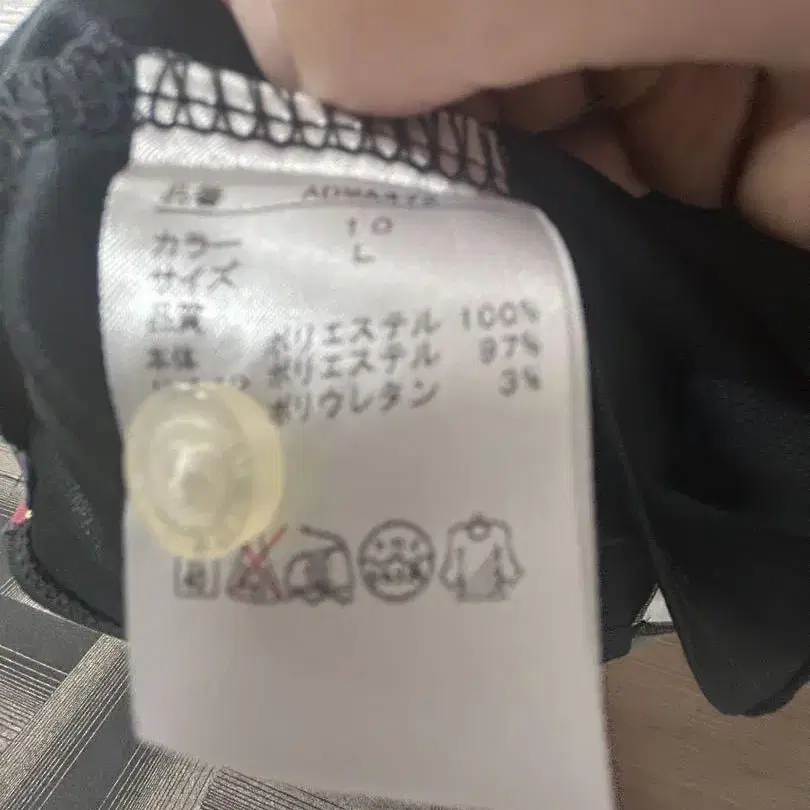 品番
カラー 10
サイズ L
品質
ポリエステル 100%
本体 ポリエステル 97%
ポリウレタン 3%